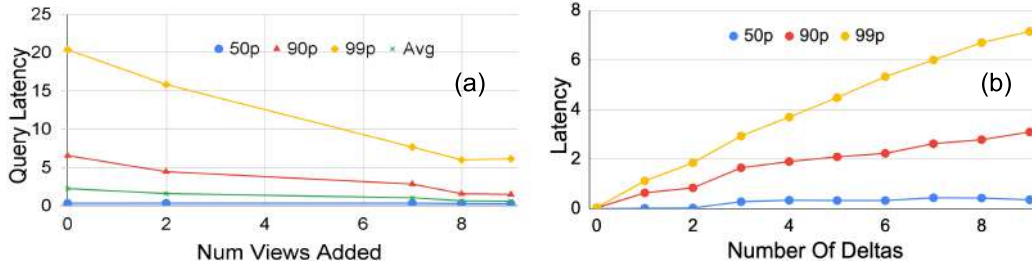 25
20
15
10
5
0
Query Latency
50p 90p 99p Avg
(a)
0 2 4 6 8
Num Views Added
8
6
4
2
0
Latency
50p 90p 99p
(b)
0 2 4 6 8
Number Of Deltas